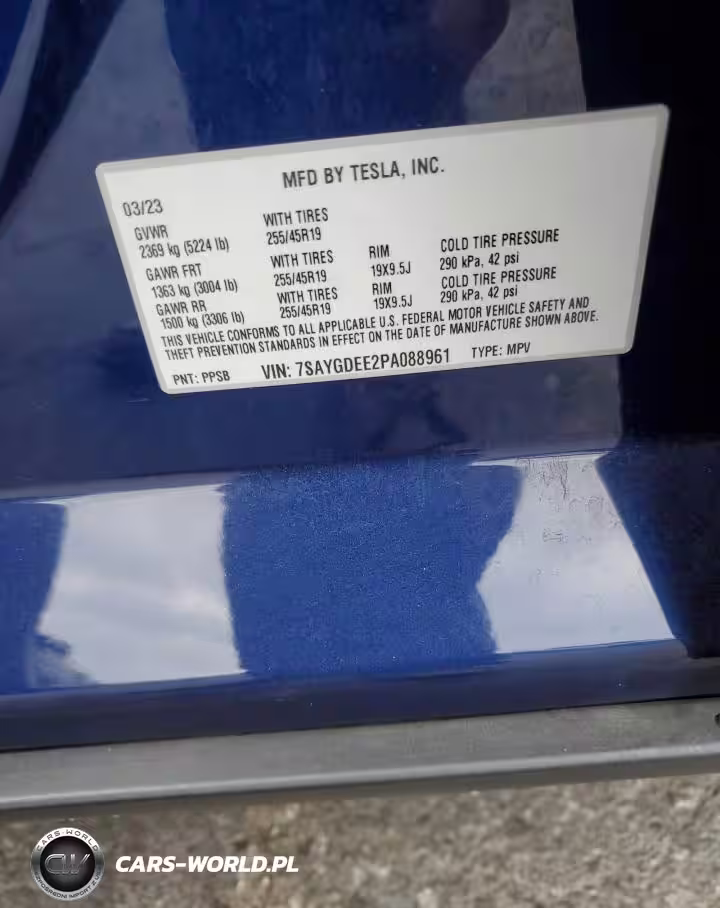 MFD BY TESLA, INC.
03/23
GVWR WITH TIRES
2369 kg (5224 lb) 255/45R19
GAWR FRT WITH TIRES RIM COLD TIRE PRESSURE
1363 kg (3004 lb) 255/45R19 19X9.5J 290 kPa, 42 psi
GAWR RR WITH TIRES RIM COLD TIRE PRESSURE
1500 kg (3306 lb) 255/45R19 19X9.5J 290 kPa, 42 psi
THIS VEHICLE CONFORMS TO ALL APPLICABLE U.S. FEDERAL MOTOR VEHICLE SAFETY AND
THEFT PREVENTION STANDARDS IN EFFECT ON THE DATE OF MANUFACTURE SHOWN ABOVE.
PNT: PPSB VIN: 7SAYGDEE2PA088961 TYPE: MPV
CARS-WORLD
CW
CARS-WORLD.PL